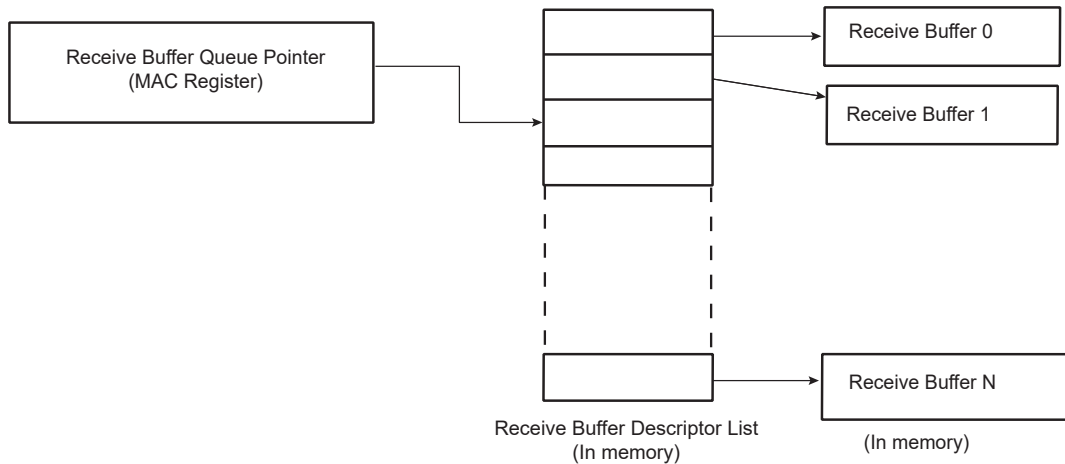 Receive Buffer Queue Pointer
(MAC Register)
Receive Buffer 0
Receive Buffer 1
Receive Buffer N
Receive Buffer Descriptor List
(In memory)
(In memory)